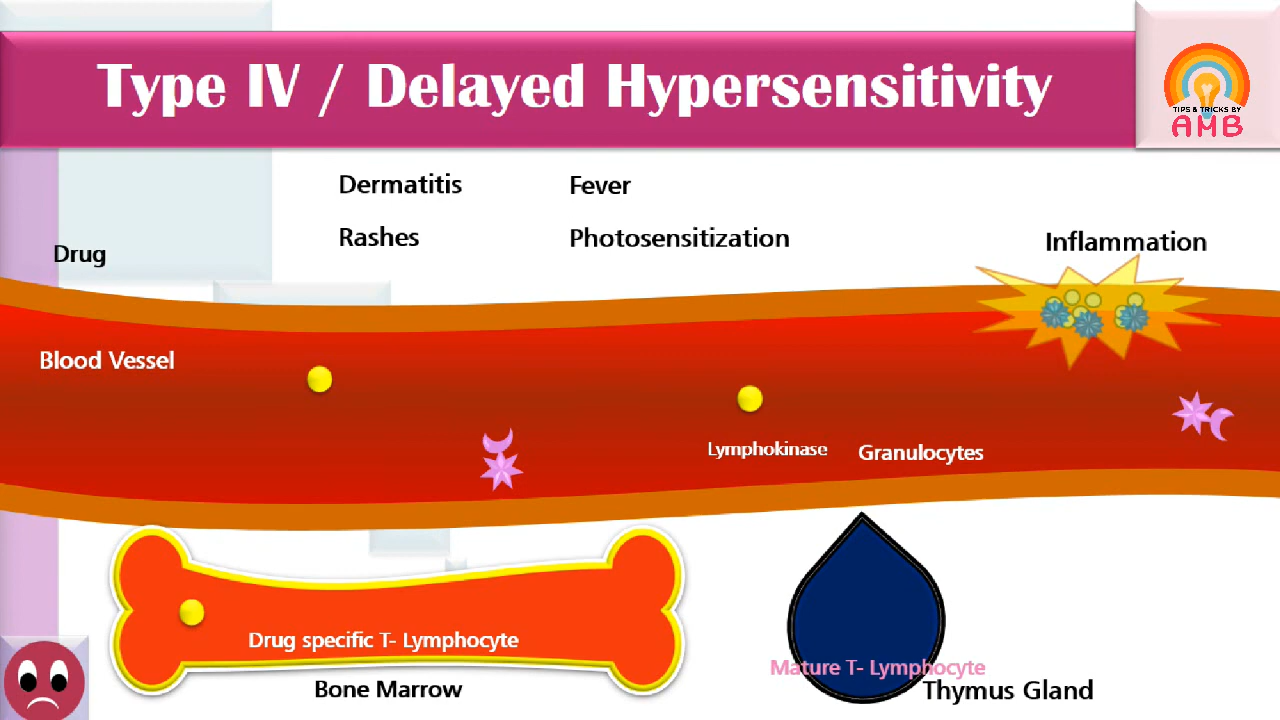 Type IV / Delayed Hypersensitivity
TIPS & TRICKS BY
AMB
Dermatitis
Fever
Rashes
Photosensitization
Drug
Inflammation
Blood Vessel
Lymphokinase
Granulocytes
Drug specific T- Lymphocyte
Bone Marrow
Mature T- Lymphocyte
Thymus Gland